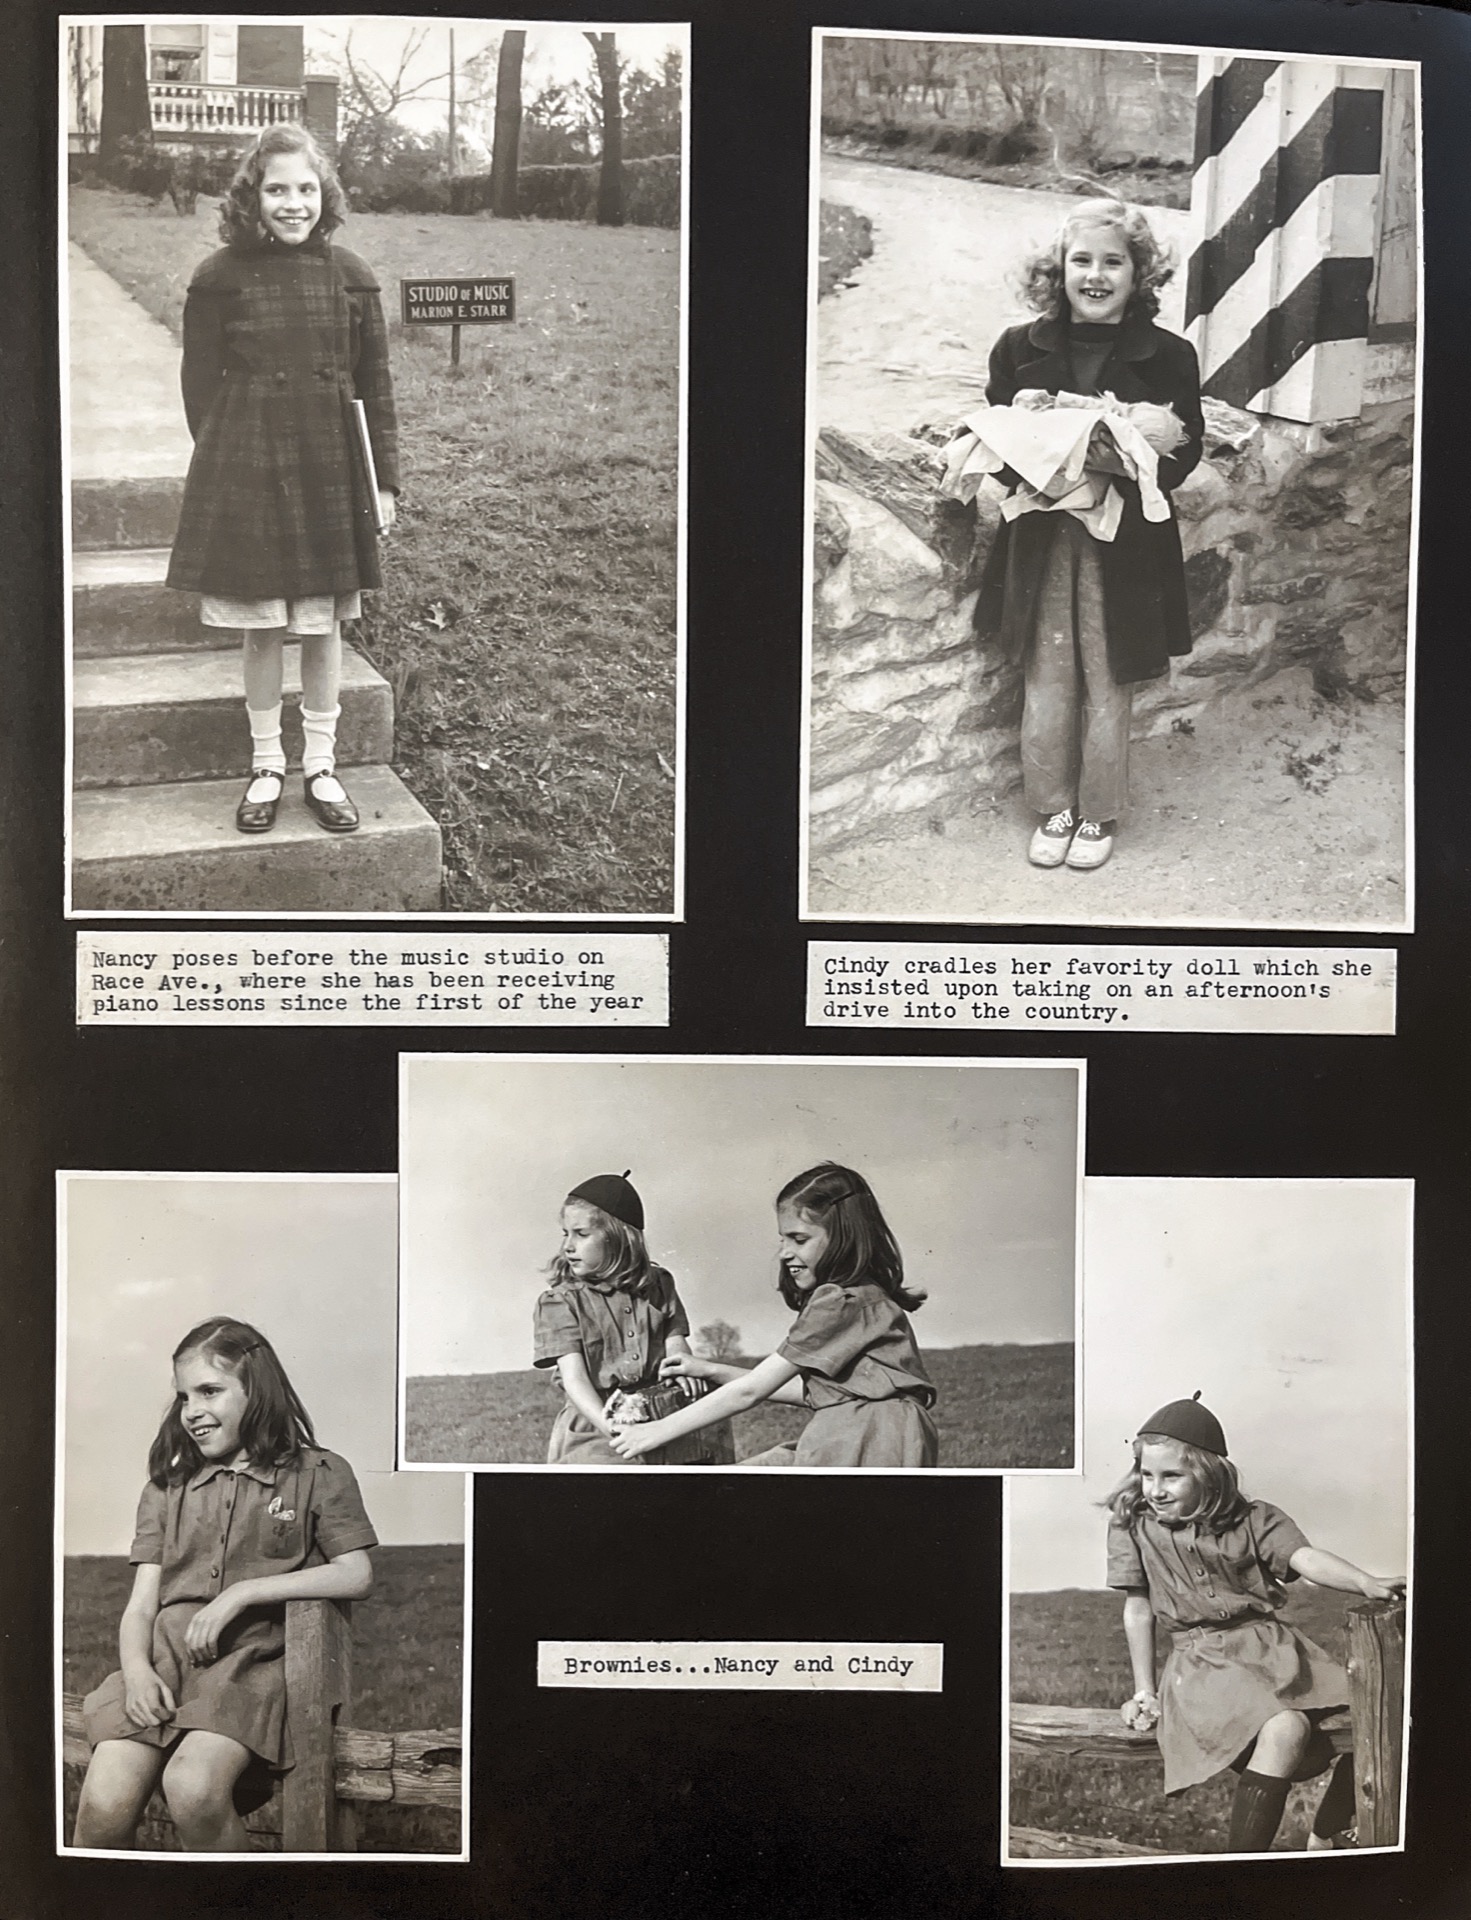 STUDIO OF MUSIC
MARION E. STARR
Nancy poses before the music studio on
Race Ave., where she has been receiving
piano lessons since the first of the year
Cindy cradles her favority doll which she
insisted upon taking on an afternoon's
drive into the country.
Brownies...Nancy and Cindy